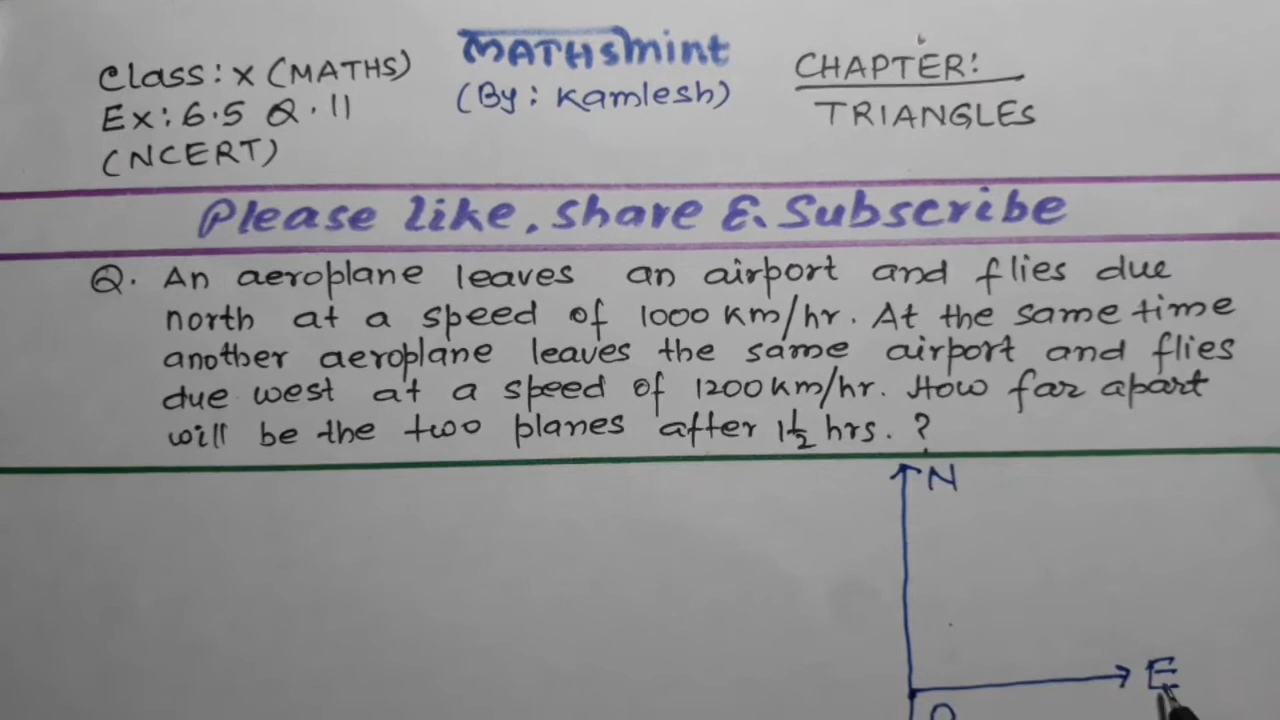 Class: X (MATHS)
Ex: 6.5 Q.11
(NCERT)
MATHSmint
(By: Kamlesh)
CHAPTER:
TRIANGLES
Please like, share & Subscribe
Q. An aeroplane leaves an airport and flies due
north at a speed of 1000 km/hr. At the same time
another aeroplane leaves the same airport and flies
due west at a speed of 1200 km/hr. How far apart
will be the two planes after 1½ hrs. ?
N
E
O